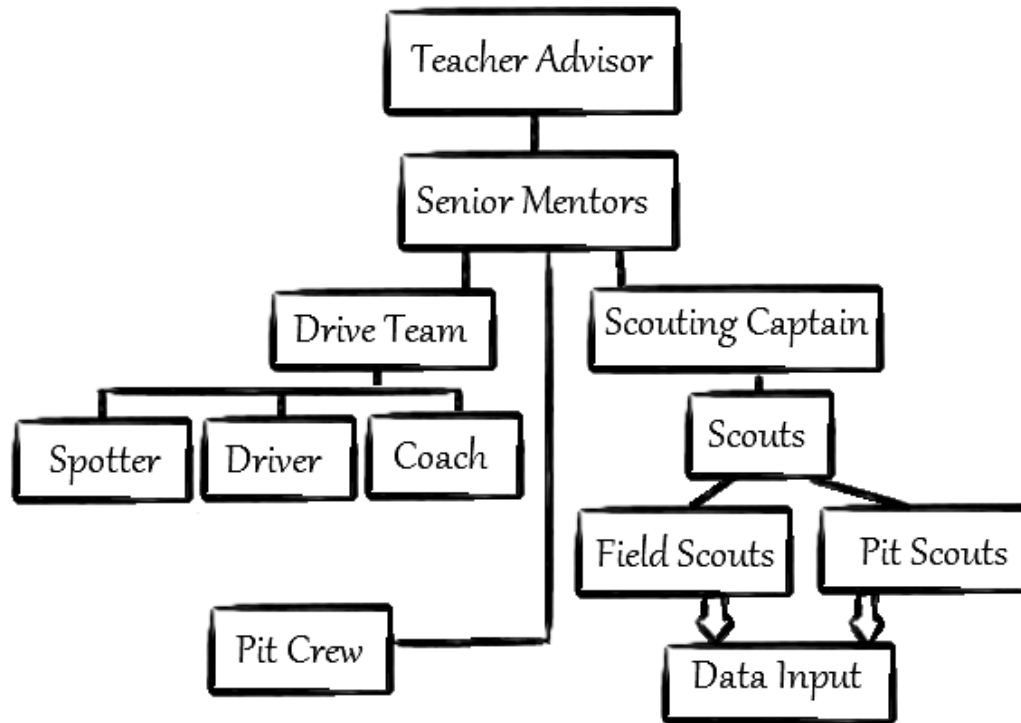 Teacher Advisor
Senior Mentors
Drive Team
Scouting Captain
Spotter
Driver
Coach
Scouts
Field Scouts
Pit Scouts
Pit Crew
Data Input